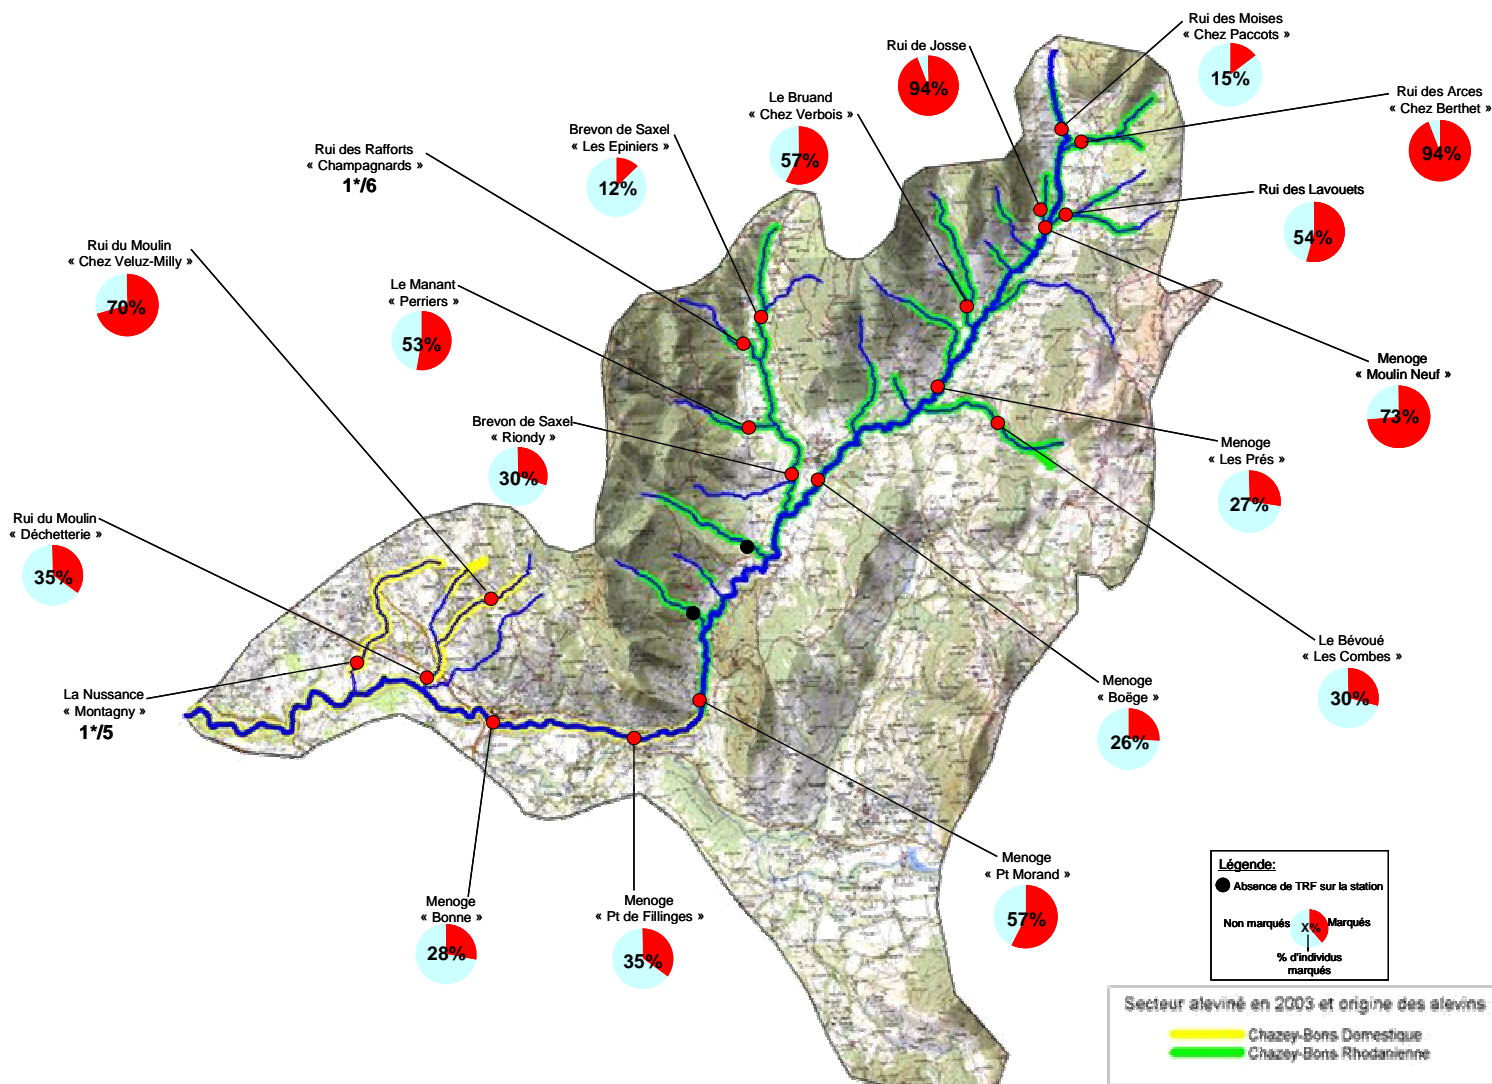 Rui des Moises
« Chez Paccots »
15%
Rui de Josse
94%
Rui des Arces
« Chez Berthet »
94%
Le Bruand
« Chez Verbois »
57%
Brevon de Saxel
« Les Epiniers »
12%
Rui des Rafforts
« Champagnards »
1*/6
Rui des Lavouets
54%
Rui du Moulin
« Chez Veluz-Milly »
70%
Le Manant
« Perriers »
53%
Menoge
« Moulin Neuf »
73%
Brevon de Saxel
« Riondy »
30%
Menoge
« Les Prés »
27%
Rui du Moulin
« Déchetterie »
35%
Le Bévoué
« Les Combes »
30%
La Nussance
« Montagny »
1*/5
Menoge
« Boëge »
26%
Menoge
« Pt Morand »
57%
Menoge
« Bonne »
28%
Menoge
« Pt de Fillinges »
35%
Légende:
Absence de TRF sur la station
Non marqués
X%
Marqués
% d'individus
marqués
Secteur aleviné en 2003 et origine des alevins
Chazey-Bons Domestique
Chazey-Bons Rhodanienne